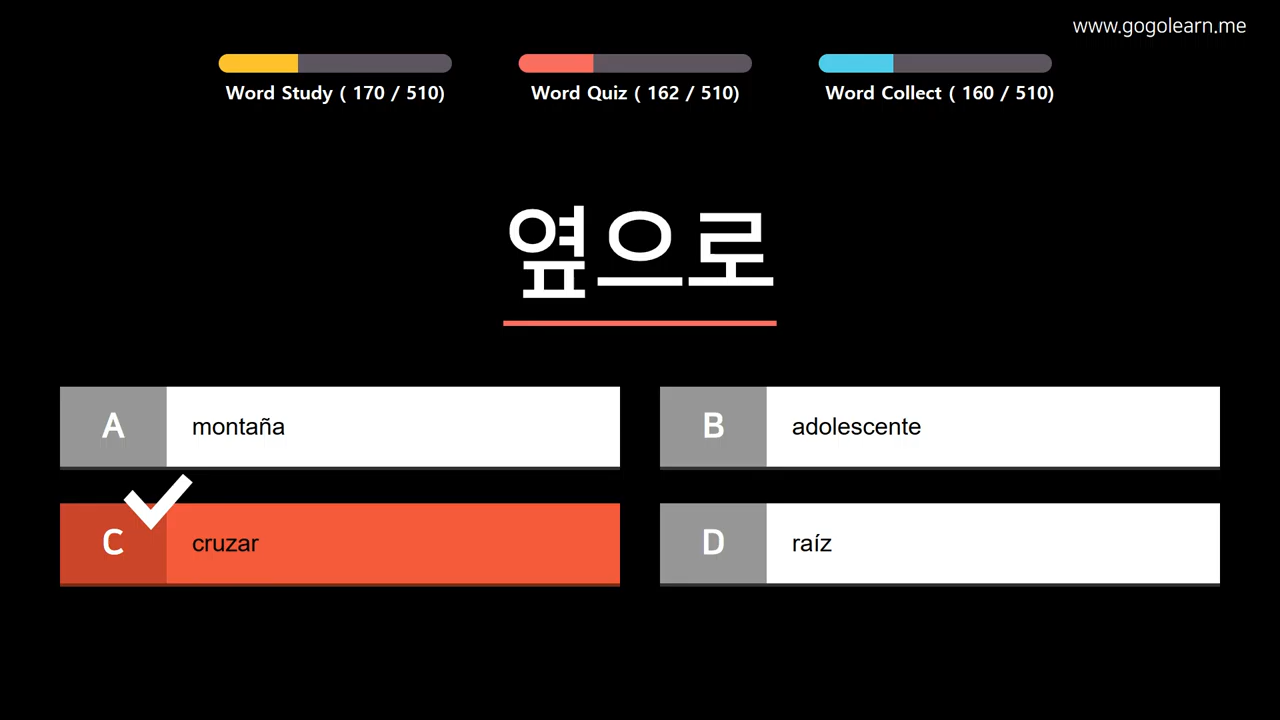 www.gogolearn.me
Word Study ( 170 / 510)
Word Quiz ( 162 / 510)
Word Collect ( 160 / 510)
옆으로
A montaña
B adolescente
C cruzar
D raíz